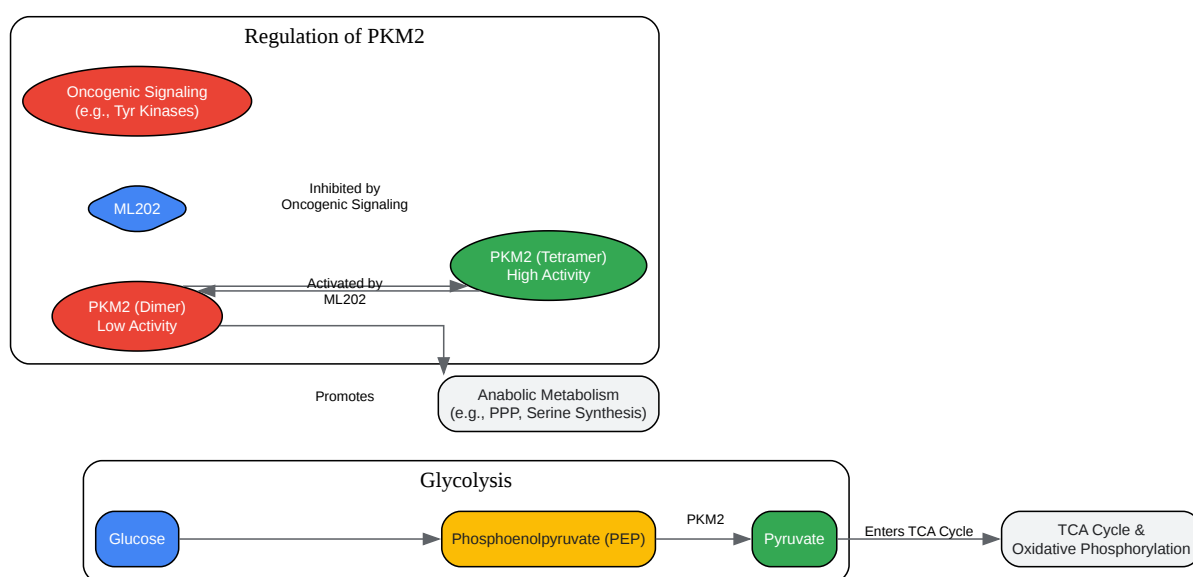 Regulation of PKM2
Oncogenic Signaling
(e.g., Tyr Kinases)
ML202
Inhibited by
Oncogenic Signaling
PKM2 (Tetramer)
High Activity
Activated by
ML202
PKM2 (Dimer)
Low Activity
Promotes
Anabolic Metabolism
(e.g., PPP, Serine Synthesis)
Glycolysis
Glucose
Phosphoenolpyruvate (PEP)
PKM2
Pyruvate
Enters TCA Cycle
TCA Cycle &
Oxidative Phosphorylation